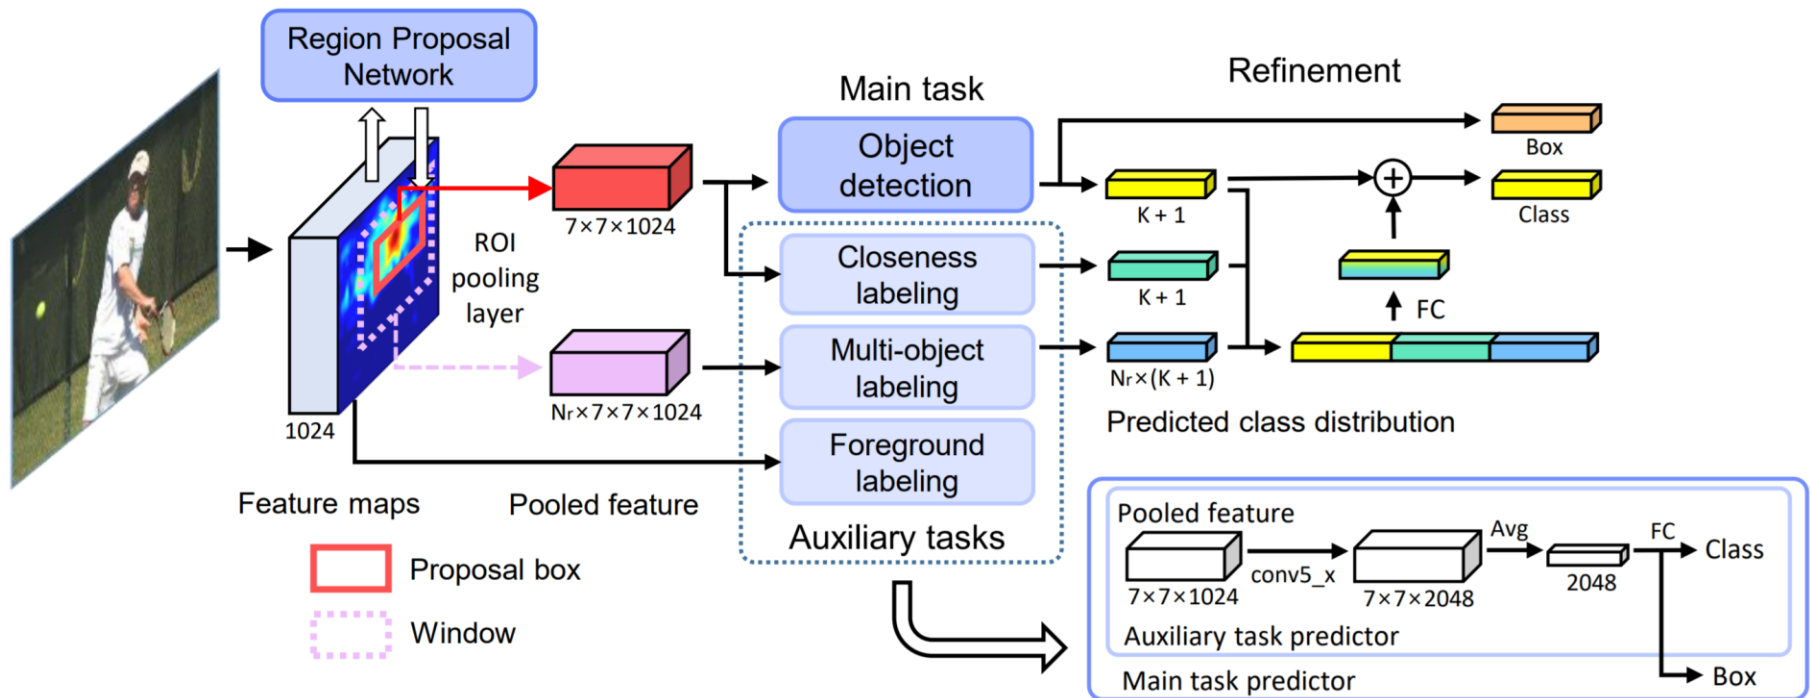 Region Proposal
Network
Main task
Refinement
Object
detection
Box
Class
K + 1
7×7×1024
ROI
pooling
layer
Closeness
labeling
K + 1
FC
Multi-object
labeling
Nr×(K + 1)
Nr×7×7×1024
1024
Predicted class distribution
Foreground
labeling
Feature maps
Pooled feature
Auxiliary tasks
Proposal box
Window
Pooled feature
Avg
FC
Class
conv5_x
7×7×1024
7×7×2048
2048
Auxiliary task predictor
Main task predictor
Box